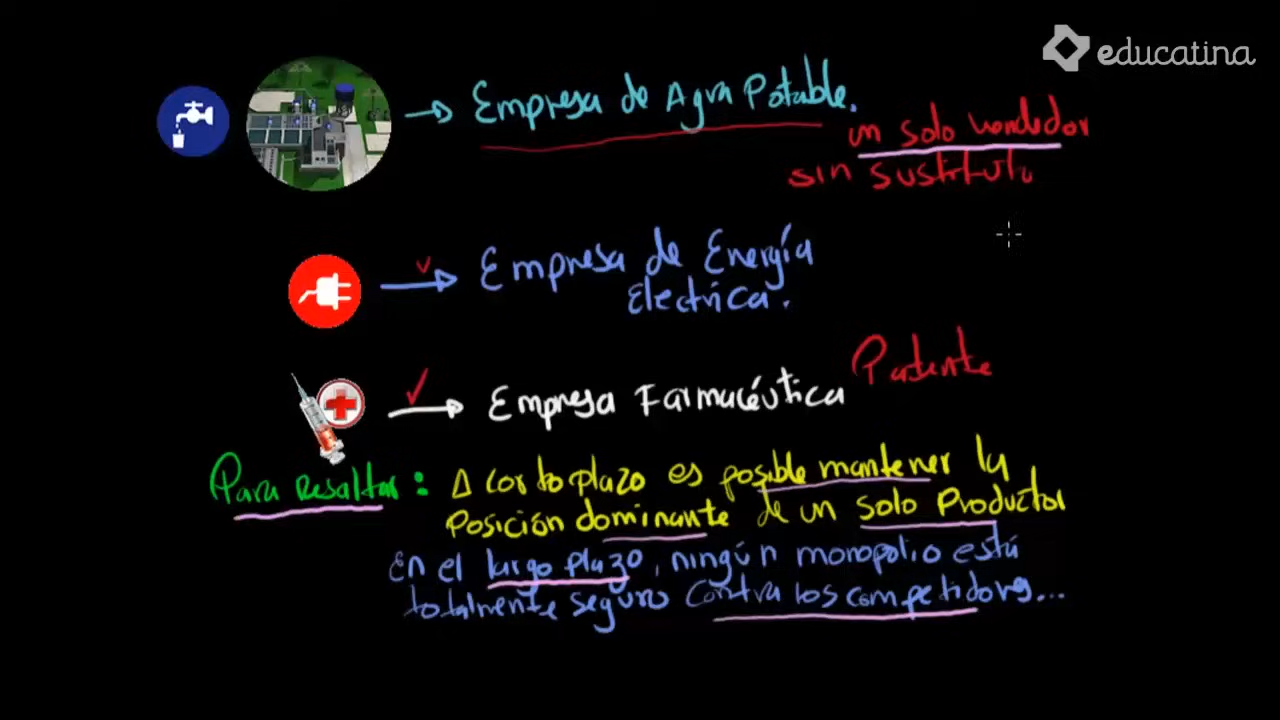 educatina
Empresa de Agua Potable.
un solo vendedor
sin sustituto
Empresa de Energía
Electrica.
Patente
Empresa Farmacéutica
Para resaltar: A corto plazo es posible mantener la
posición dominante de un solo Productor
En el largo plazo, ningún monopolio está
totalmente seguro contra los competidores...